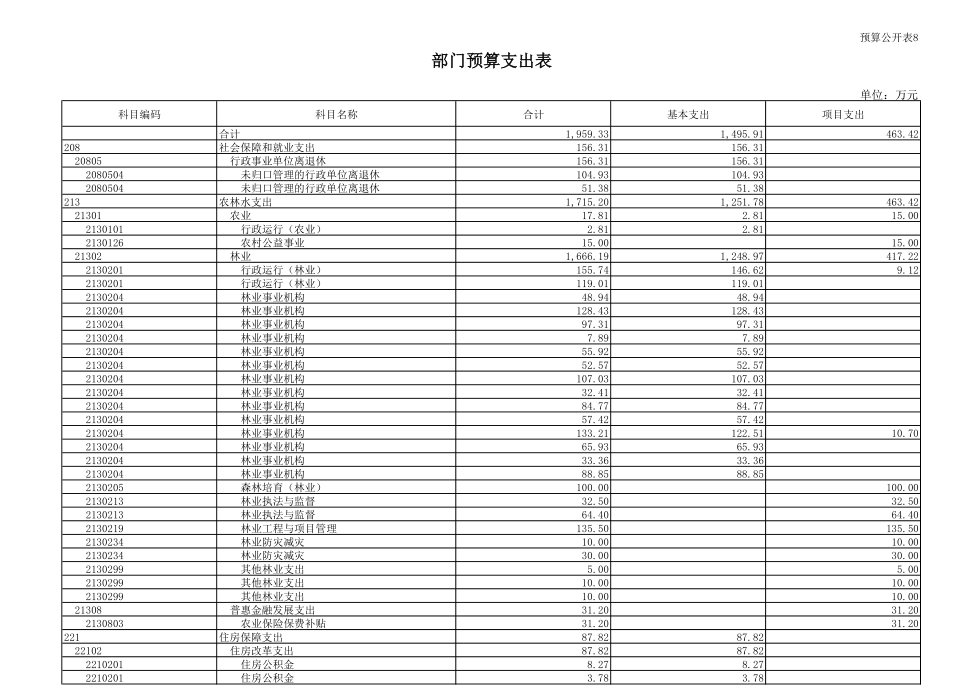 预算公开表8
部门预算支出表
单位：万元
科目编码 科目名称 合计 基本支出 项目支出
合计 1,959.33 1,495.91 463.42
208 社会保障和就业支出 156.31 156.31
20805 行政事业单位离退休 156.31 156.31
2080504 未归口管理的行政单位离退休 104.93 104.93
2080504 未归口管理的行政单位离退休 51.38 51.38
213 农林水支出 1,715.20 1,251.78 463.42
21301 农业 17.81 2.81 15.00
2130101 行政运行（农业） 2.81 2.81
2130126 农村公益事业 15.00 15.00
21302 林业 1,666.19 1,248.97 417.22
2130201 行政运行（林业） 155.74 146.62 9.12
2130201 行政运行（林业） 119.01 119.01
2130204 林业事业机构 48.94 48.94
2130204 林业事业机构 128.43 128.43
2130204 林业事业机构 97.31 97.31
2130204 林业事业机构 7.89 7.89
2130204 林业事业机构 55.92 55.92
2130204 林业事业机构 52.57 52.57
2130204 林业事业机构 107.03 107.03
2130204 林业事业机构 32.41 32.41
2130204 林业事业机构 84.77 84.77
2130204 林业事业机构 57.42 57.42
2130204 林业事业机构 133.21 122.51 10.70
2130204 林业事业机构 65.93 65.93
2130204 林业事业机构 33.36 33.36
2130204 林业事业机构 88.85 88.85
2130205 森林培育（林业） 100.00 100.00
2130213 林业执法与监督 32.50 32.50
2130213 林业执法与监督 64.40 64.40
2130219 林业工程与项目管理 135.50 135.50
2130234 林业防灾减灾 10.00 10.00
2130234 林业防灾减灾 30.00 30.00
2130299 其他林业支出 5.00 5.00
2130299 其他林业支出 10.00 10.00
2130299 其他林业支出 10.00 10.00
21308 普惠金融发展支出 31.20 31.20
2130803 农业保险保费补贴 31.20 31.20
221 住房保障支出 87.82 87.82
22102 住房改革支出 87.82 87.82
2210201 住房公积金 8.27 8.27
2210201 住房公积金 3.78 3.78